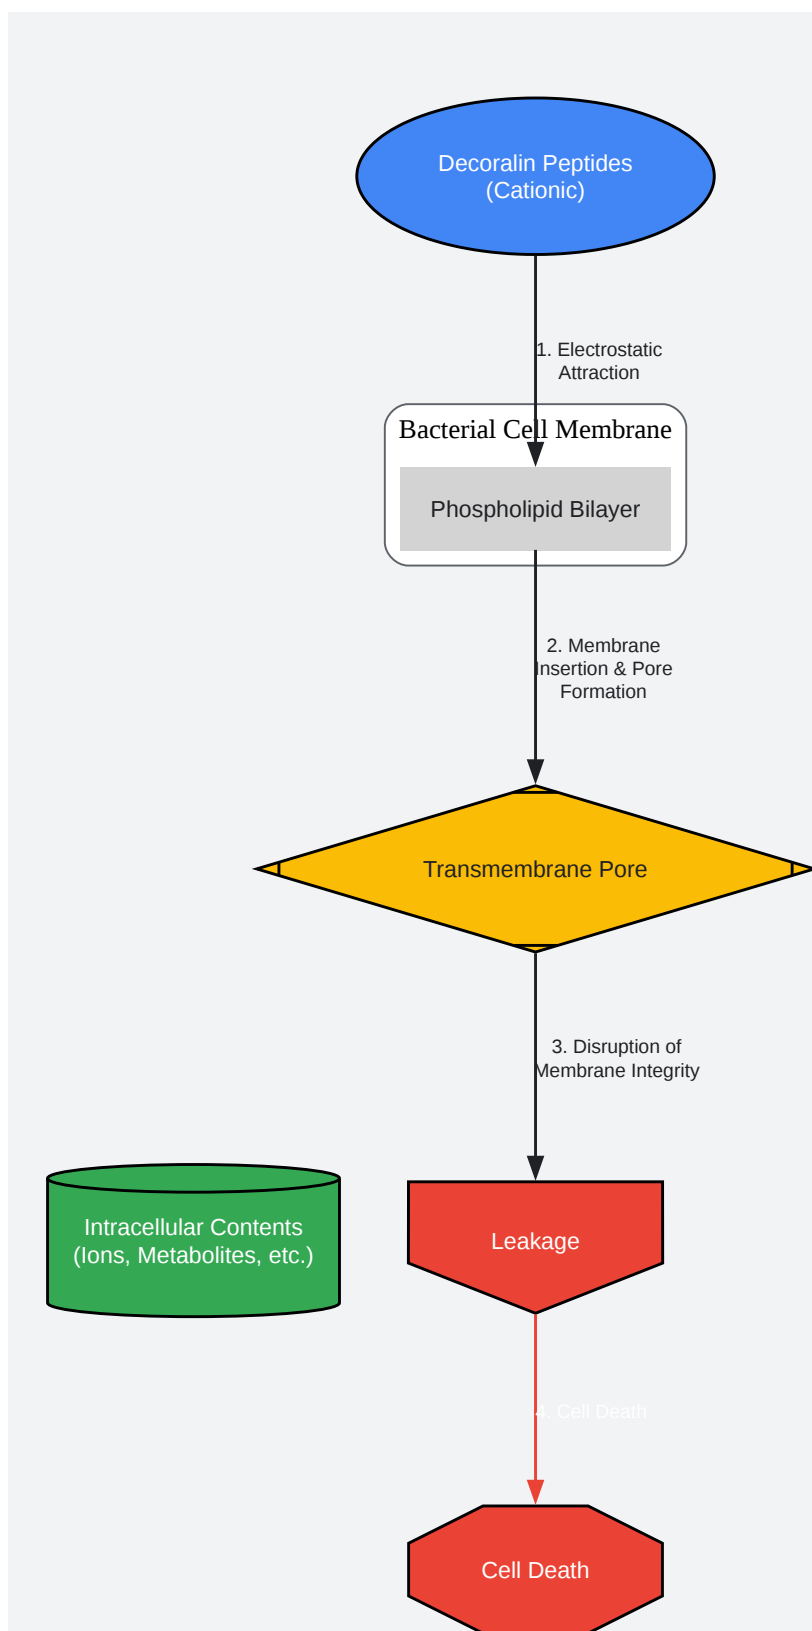 Decoralin Peptides
(Cationic)
1. Electrostatic
Attraction
Bacterial Cell Membrane
Phospholipid Bilayer
2. Membrane
Insertion & Pore
Formation
Transmembrane Pore
3. Disruption of
Membrane Integrity
Intracellular Contents
(Ions, Metabolites, etc.)
Leakage
4. Cell Death
Cell Death